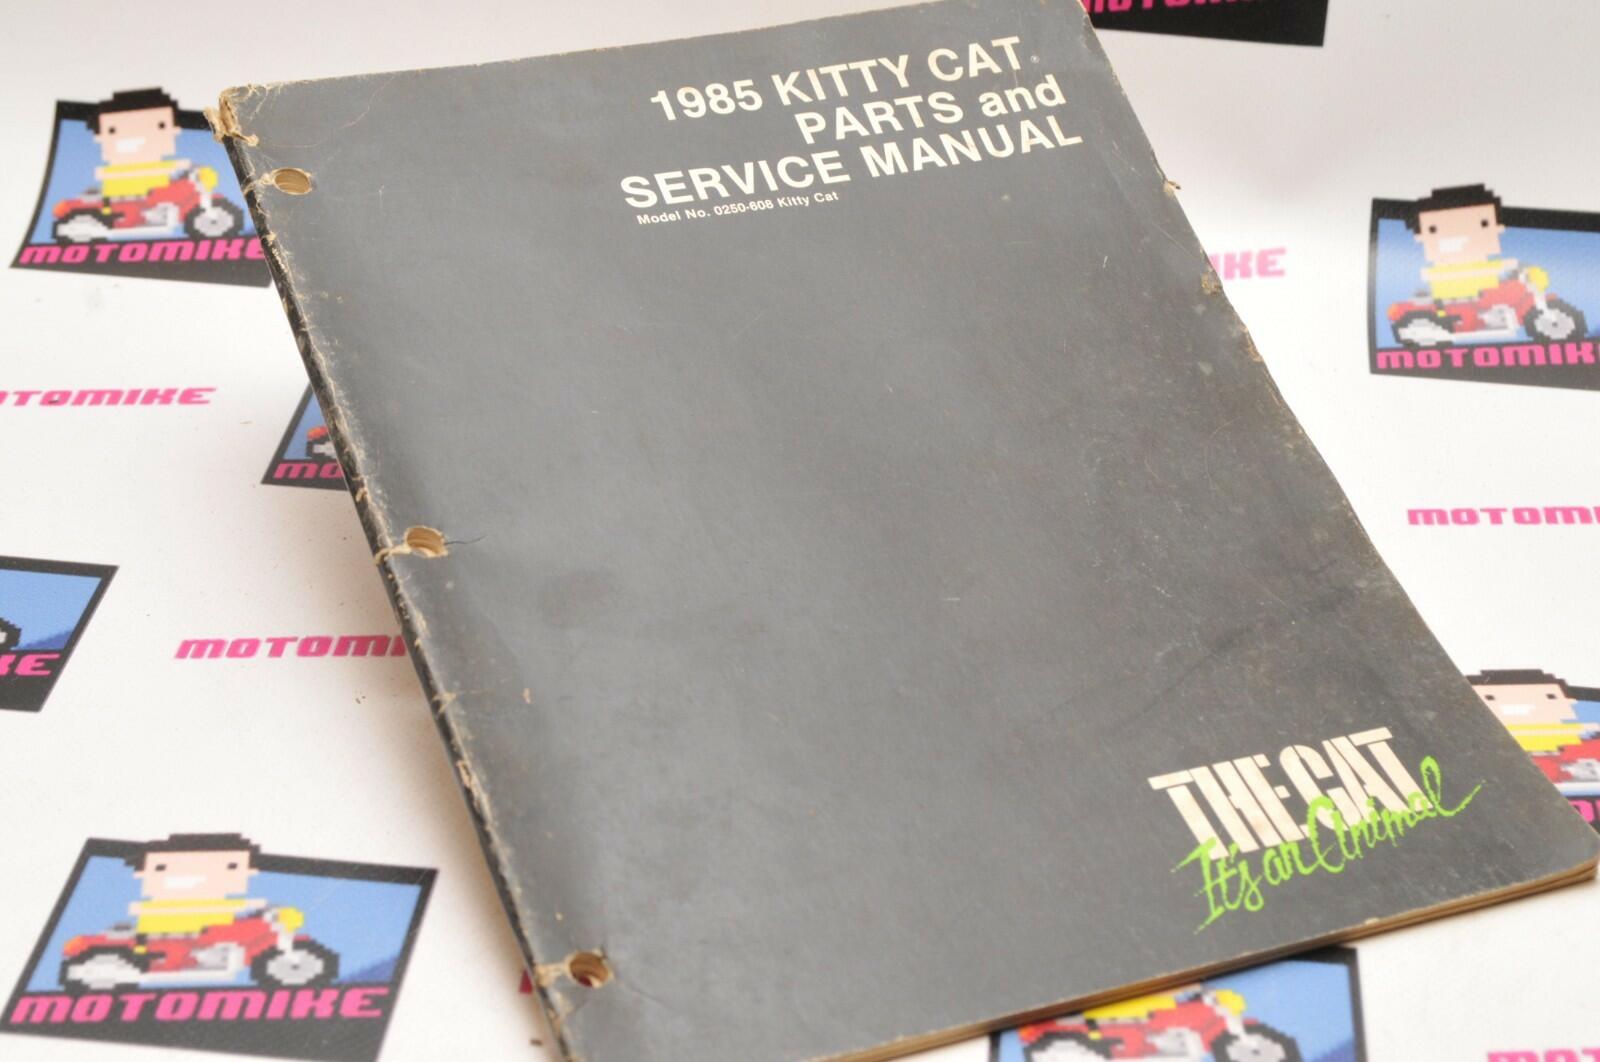 1985 KITTY CAT®
PARTS and
SERVICE MANUAL
Model No. 0250-608 Kitty Cat
THE CAT
It's an Animal
MOTOMIKE
MOTOMIKE
MOTOMIKE
MOTOMIKE